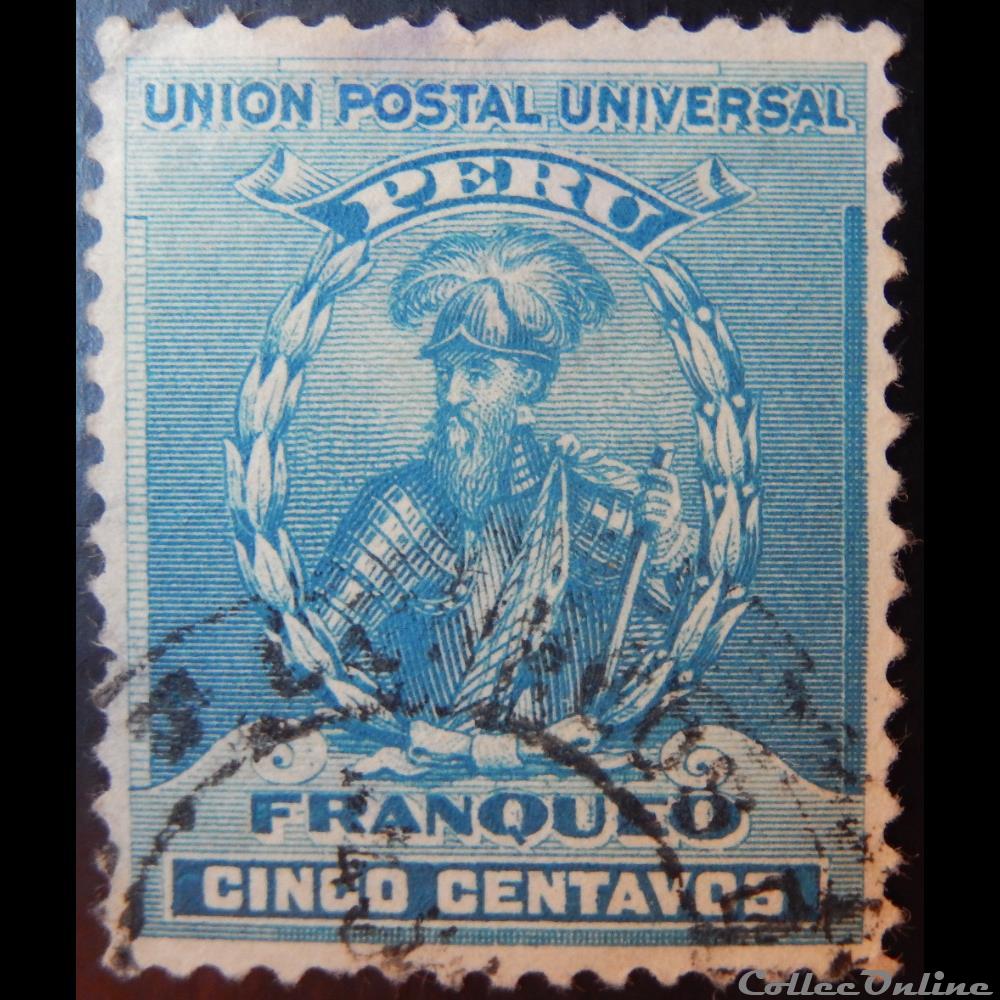 UNION POSTAL UNIVERSAL
PERU
FRANQUEO
CINCO CENTAVOS
CollecOnline